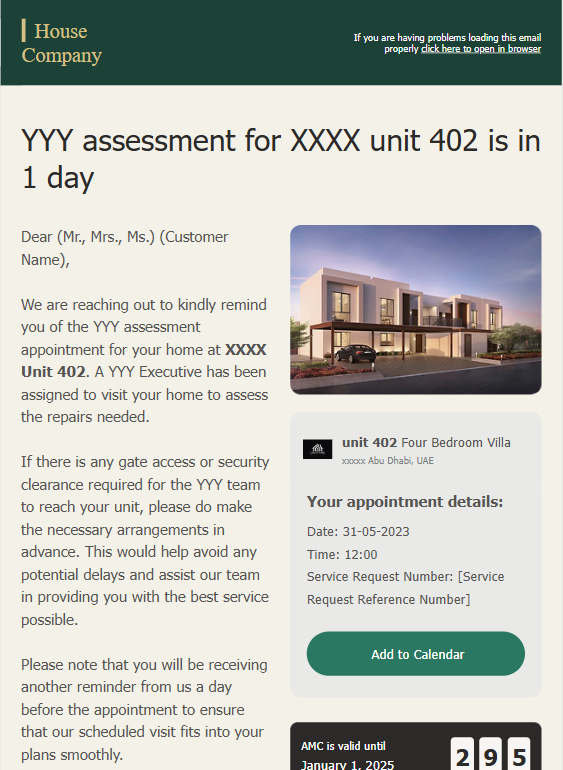 House
Company
If you are having problems loading this email
properly click here to open in browser
YYY assessment for XXXX unit 402 is in
1 day
Dear (Mr., Mrs., Ms.) (Customer
Name),
We are reaching out to kindly remind
you of the YYY assessment
appointment for your home at XXXX
Unit 402. A YYY Executive has been
assigned to visit your home to assess
the repairs needed.
If there is any gate access or security
clearance required for the YYY team
to reach your unit, please do make
the necessary arrangements in
advance. This would help avoid any
potential delays and assist our team
in providing you with the best service
possible.
Please note that you will be receiving
another reminder from us a day
before the appointment to ensure
that our scheduled visit fits into your
plans smoothly.
unit 402 Four Bedroom Villa
xxxxx Abu Dhabi, UAE
Your appointment details:
Date: 31-05-2023
Time: 12:00
Service Request Number: [Service
Request Reference Number]
Add to Calendar
AMC is valid until
January 1, 2025
2 9 5